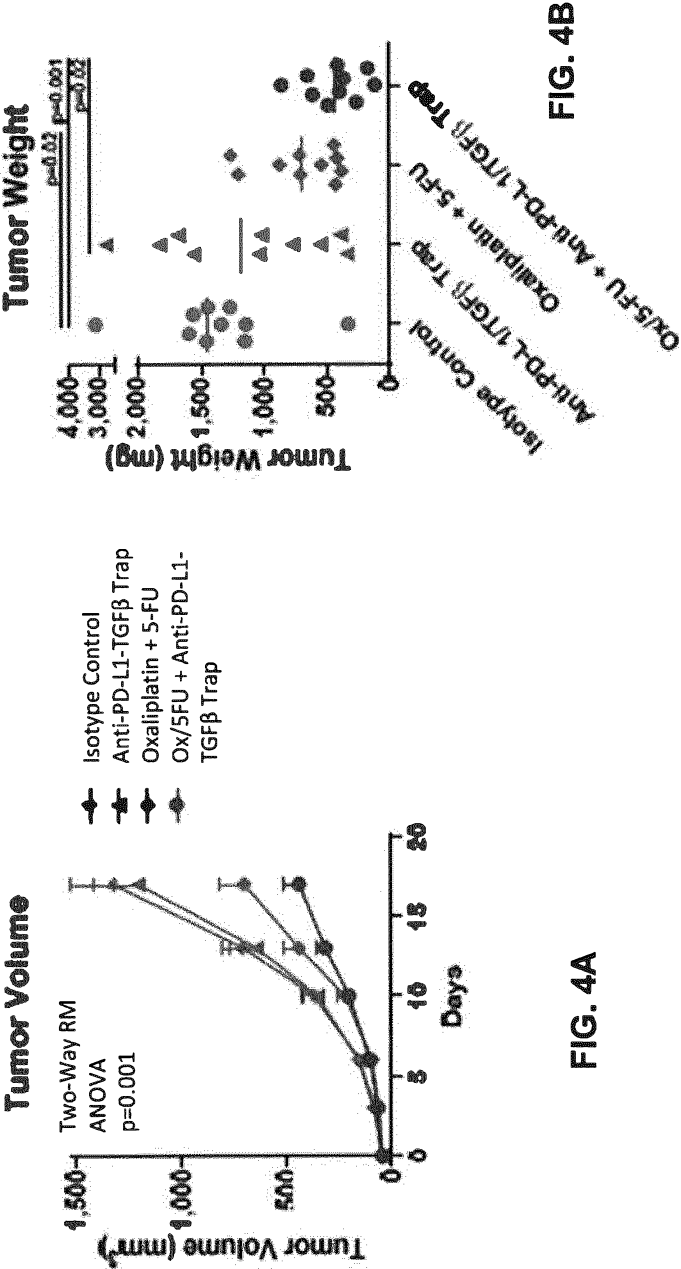 Tumor Volume
Two-Way RM
ANOVA
p=0.001
Tumor Volume (mm³)
1,500
1,000
500
0
0
5
10
15
20
Days
Isotype Control
Anti-PD-L1-TGFβ Trap
Oxaliplatin + 5-FU
Ox/5FU + Anti-PD-L1-
TGFβ Trap
FIG. 4A
Tumor Weight
p=0.001
p=0.02
p=0.02
Tumor Weight (mg)
4,000
3,000
2,000
1,500
1,000
500
0
Isotype Control
Anti-PD-L1/TGFβ Trap
Oxaliplatin + 5-FU
Ox/5-FU + Anti-PD-L1/TGFβ Trap
FIG. 4B